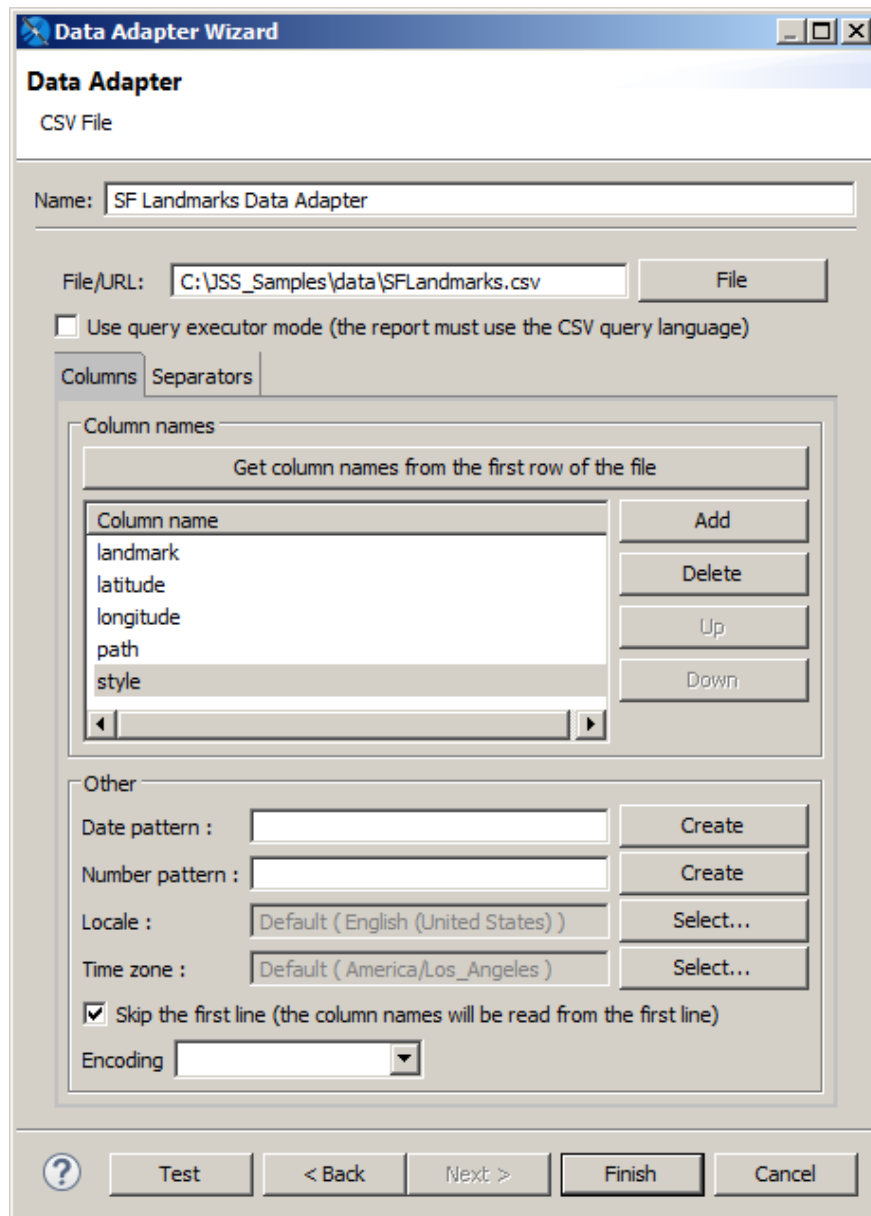 Data Adapter Wizard
Data Adapter
CSV File
Name: SF Landmarks Data Adapter
File/URL: C:\JSS_Samples\data\SFLandmarks.csv File
Use query executor mode (the report must use the CSV query language)
Columns Separators
Column names
Get column names from the first row of the file
Column name Add
landmark
latitude Delete
longitude Up
path
style Down
Other
Date pattern : Create
Number pattern : Create
Locale : Default ( English (United States) ) Select...
Time zone : Default ( America/Los_Angeles ) Select...
Skip the first line (the column names will be read from the first line)
Encoding
? Test < Back Next > Finish Cancel